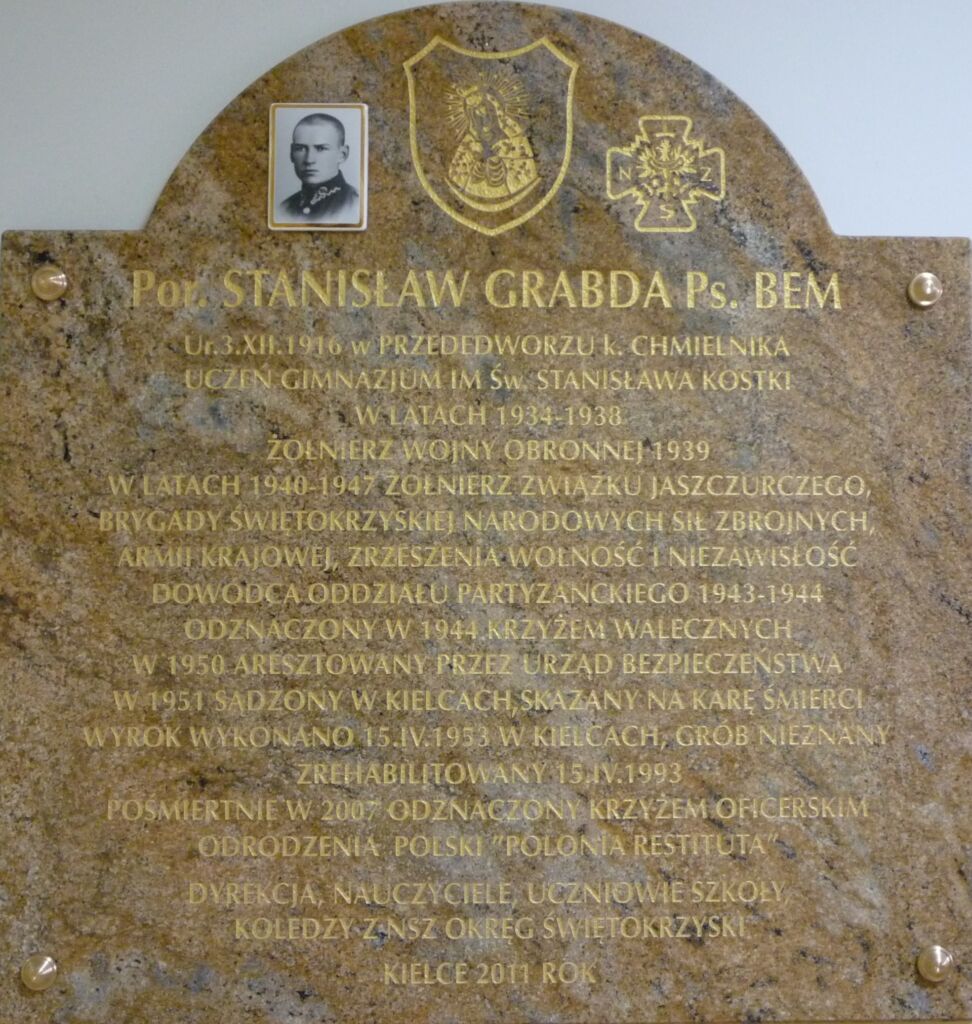 N Z
S
Por. STANISŁAW GRABDA Ps. BEM
Ur.3.XII.1916 w PRZEDEDWORZU k. CHMIELNIKA
UCZEŃ GIMNAZJUM IM Św. STANISŁAWA KOSTKI
W LATACH 1934-1938
ŻOŁNIERZ WOJNY OBRONNEJ 1939
W LATACH 1940-1947 ŻOŁNIERZ ZWIĄZKU JASZCZURCZEGO,
BRYGADY ŚWIĘTOKRZYSKIEJ NARODOWYCH SIŁ ZBROJNYCH,
ARMII KRAJOWEJ, ZRZESZENIA WOLNOŚĆ I NIEZAWISŁOŚĆ
DOWÓDCA ODDZIAŁU PARTYZANCKIEGO 1943-1944
ODZNACZONY W 1944 KRZYŻEM WALECZNYCH
W 1950 ARESZTOWANY PRZEZ URZĄD BEZPIECZEŃSTWA
W 1951 SĄDZONY W KIELCACH,SKAZANY NA KARĘ ŚMIERCI
WYROK WYKONANO 15.IV.1953 W KIELCACH, GRÓB NIEZNANY
ZREHABILITOWANY 15.IV.1993
POŚMIERTNIE W 2007 ODZNACZONY KRZYŻEM OFICERSKIM
ODRODZENIA POLSKI "POLONIA RESTITUTA"
DYREKCJA, NAUCZYCIELE, UCZNIOWIE SZKOŁY,
KOLEDZY Z NSZ OKRĘG ŚWIĘTOKRZYSKI
KIELCE 2011 ROK